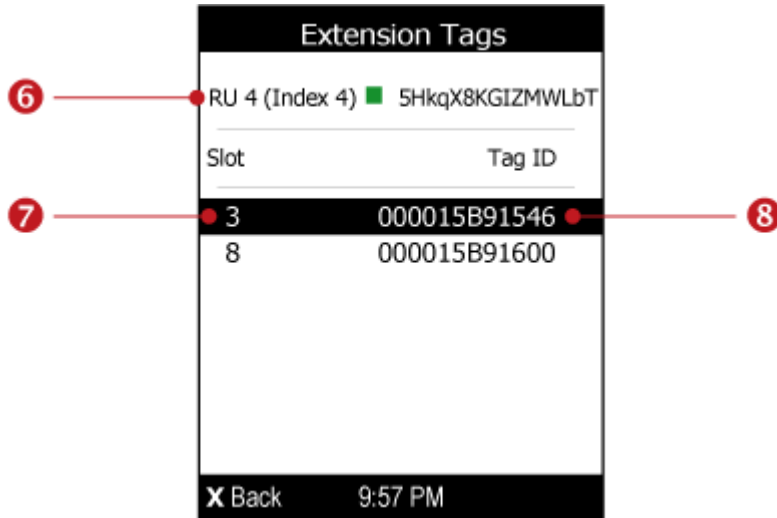 Extension Tags
6 RU 4 (Index 4) 5HkqX8KGIZMWLbT
Slot Tag ID
7 3 000015B91546 8
8 000015B91600
X Back 9:57 PM